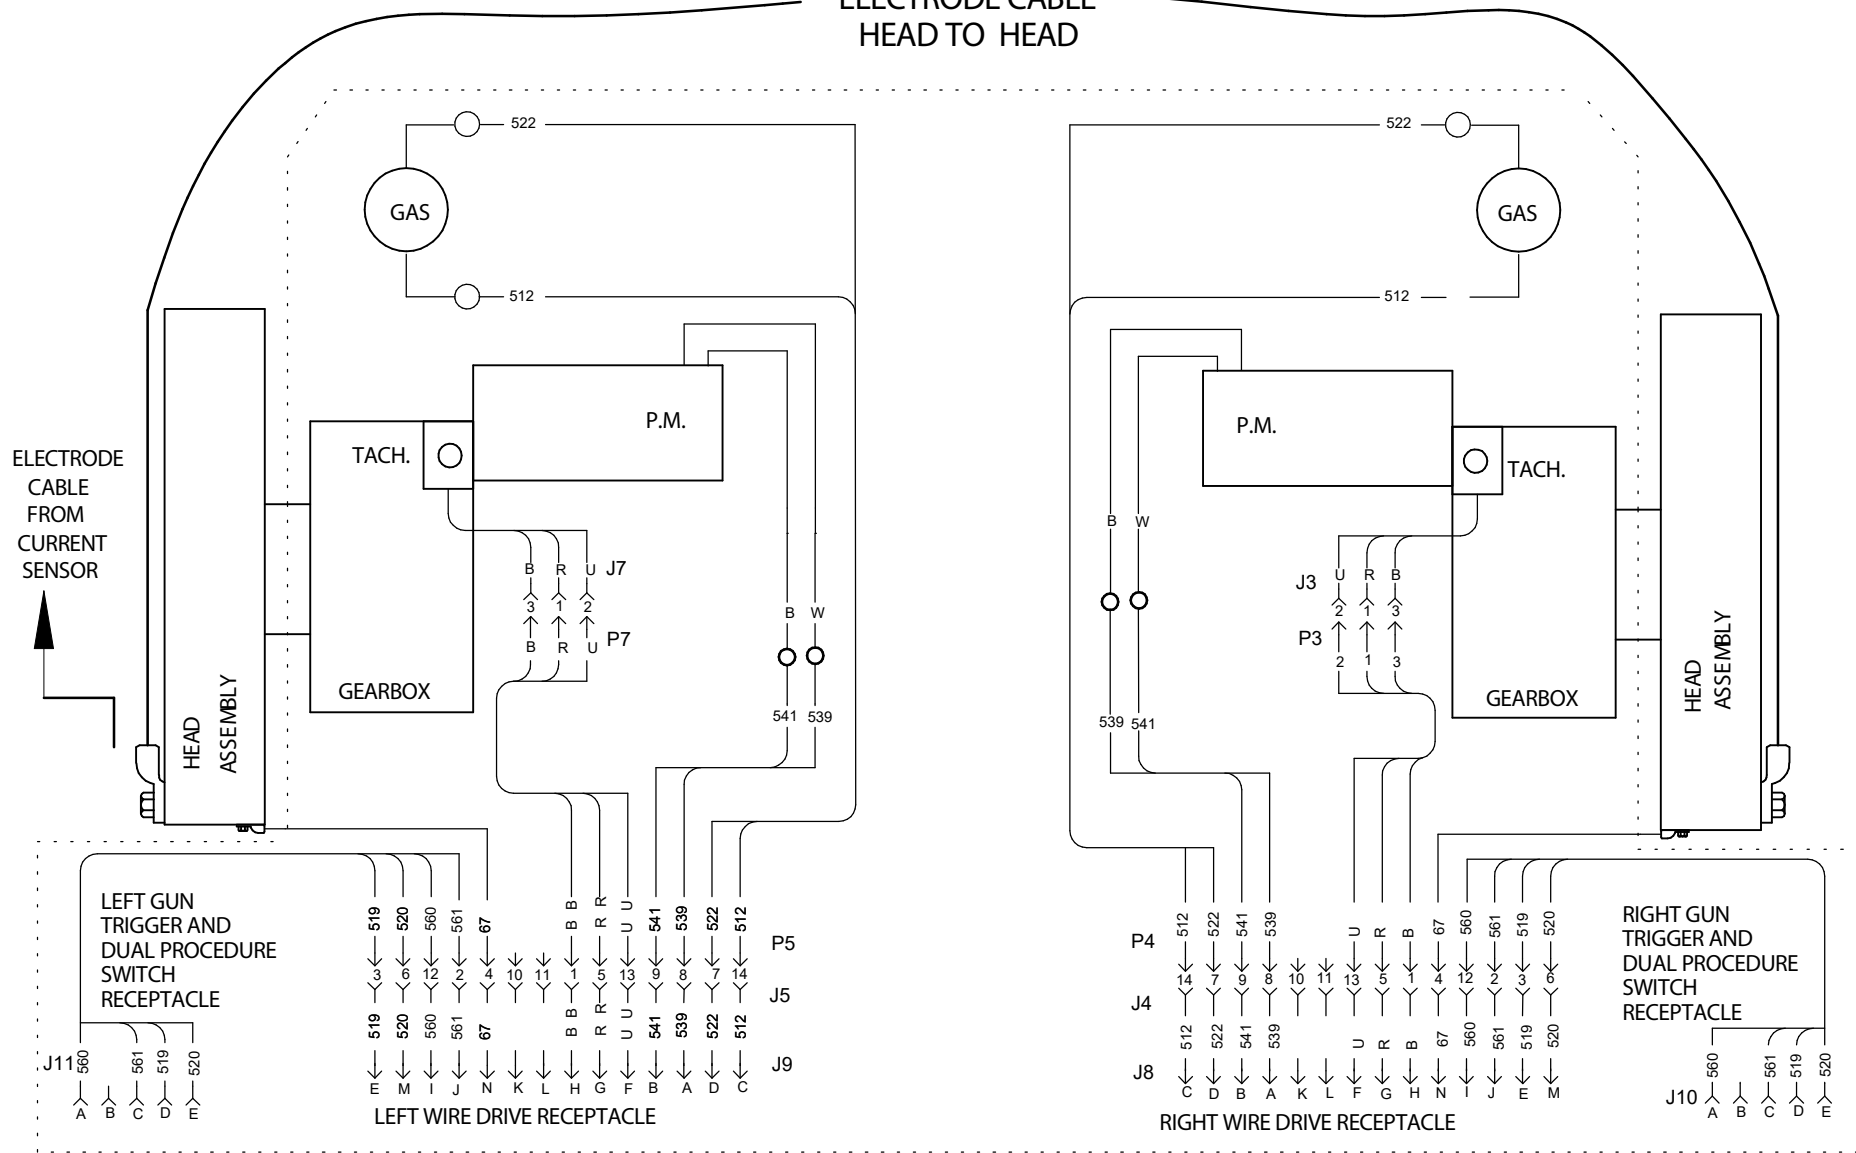 ELECTRODE CABLE
HEAD TO HEAD
522
522
GAS
GAS
512
512
P.M.
P.M.
TACH.
TACH.
ELECTRODE
CABLE
FROM
CURRENT
SENSOR
B W
B R U J7
J3 U R B
3 1 2
2 1 3
B W
B R U P7
P3 2 1 3
HEAD
ASSEMBLY
GEARBOX
GEARBOX
HEAD
ASSEMBLY
541 539
539 541
LEFT GUN
TRIGGER AND
DUAL PROCEDURE
SWITCH
RECEPTACLE
519 520 560 561 67 B B R R U U 541 539 522 512
P5
3 6 12 2 4 10 11 1 5 13 9 8 7 14
J5
519 520 560 561 67 B B R R U U 541 539 522 512
J9
E M I J N K L H G F B A D C
LEFT WIRE DRIVE RECEPTACLE
J11 560 561 519 520
A B C D E
512 522 541 539 U R B 67 560 561 519 520
P4
14 7 9 8 10 11 13 5 1 4 12 2 3 6
J4
512 522 541 539 U R B 67 560 561 519 520
J8
C D B A K L F G H N I J E M
RIGHT WIRE DRIVE RECEPTACLE
RIGHT GUN
TRIGGER AND
DUAL PROCEDURE
SWITCH
RECEPTACLE
560 561 519 520
J10 A B C D E